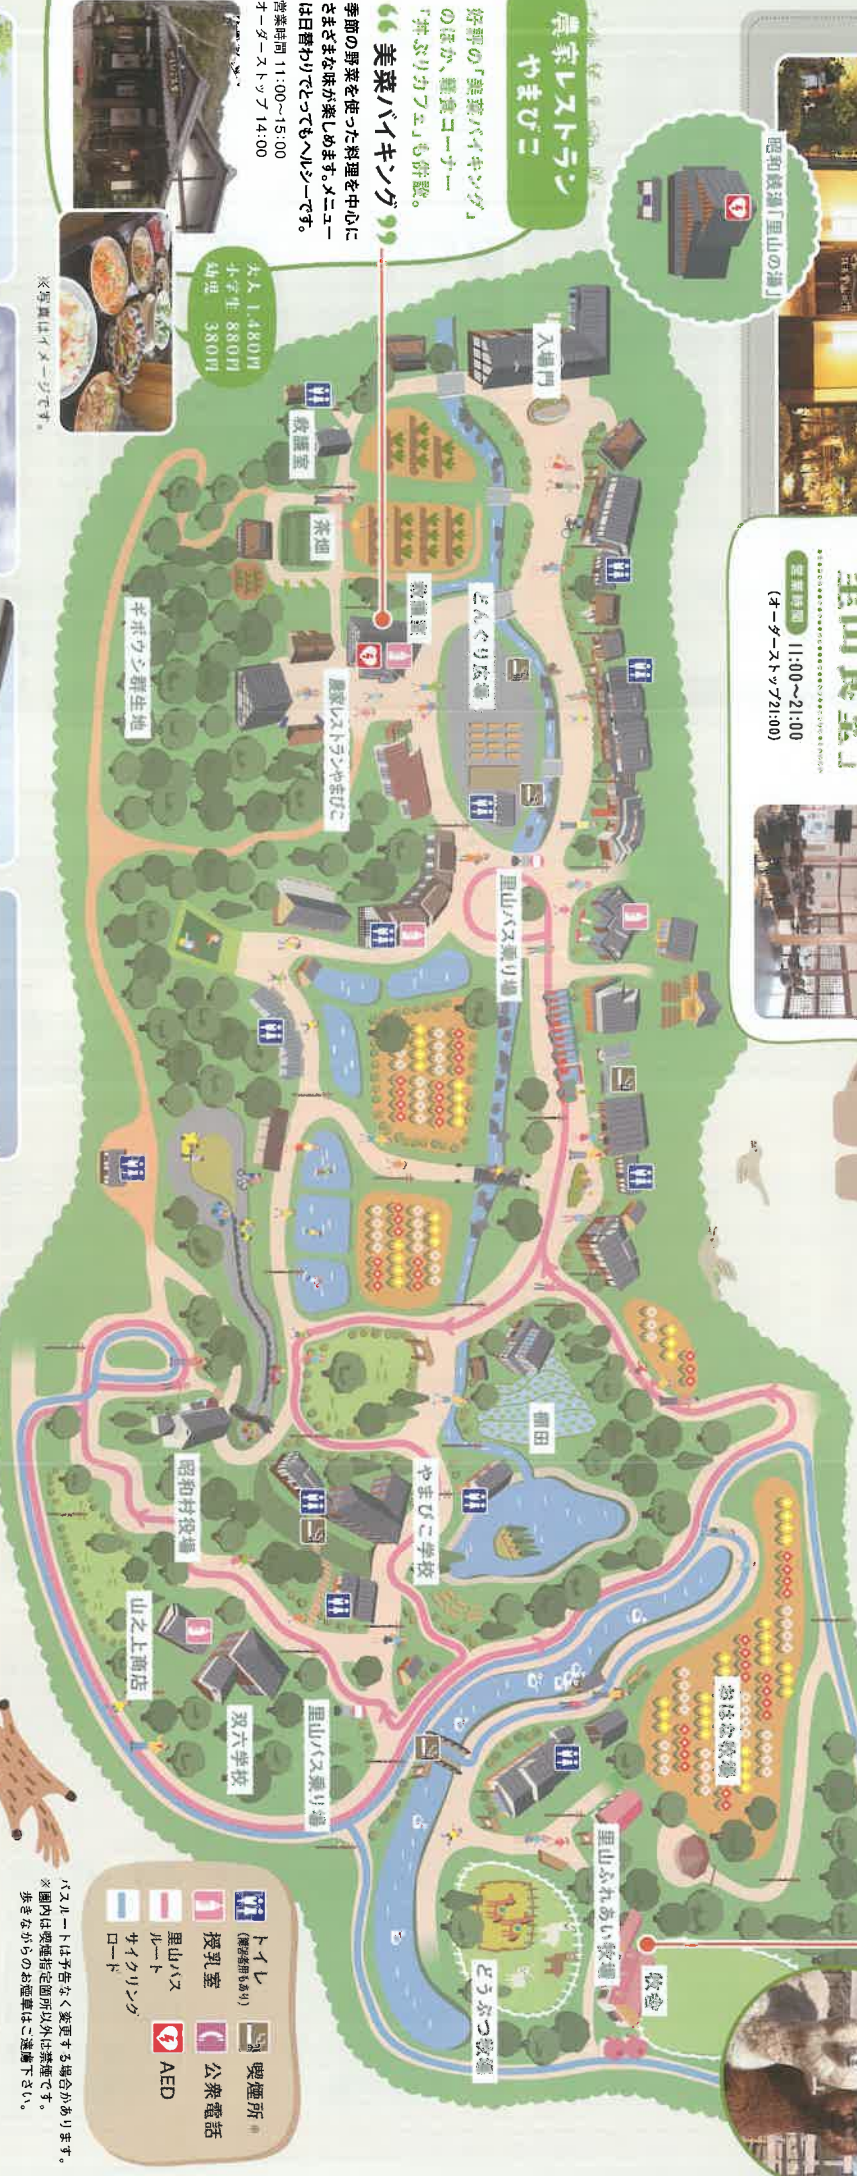 農家レストラン
やまびこ
好評の「美菜バイキング」
のほか、軽食コーナー
「丼ぶりカフェ」も併設。
美菜バイキング
季節の野菜を使った料理を中心に
さまざまな味が楽しめます。メニュー
は日替わりでとってもヘルシーです。
営業時間 11:00〜15:00
オーダーストップ 14:00
大人 1,480円
小学生 880円
幼児 380円
※写真はイメージです。
昭和銭湯「里山の湯」
営業時間 11:00〜21:00
(オーダーストップ21:00)
入場門
救護室
茶畑
どんぐり広場
農家レストランやまびこ
ギボウシ群生地
里山バス乗り場
棚田
やまびこ学校
昭和村役場
山之上商店
双六学校
里山バス乗り場
おはな牧場
里山ふれあい牧場
牧舎
どうぶつ牧場
トイレ
(障害者用もあり)
喫煙所※
授乳室
公衆電話
里山バス
ルート
AED
サイクリング
ロード
バスルートは予告なく変更する場合があります。
※園内は喫煙指定箇所以外は禁煙です。
歩きながらのお煙草はご遠慮下さい。